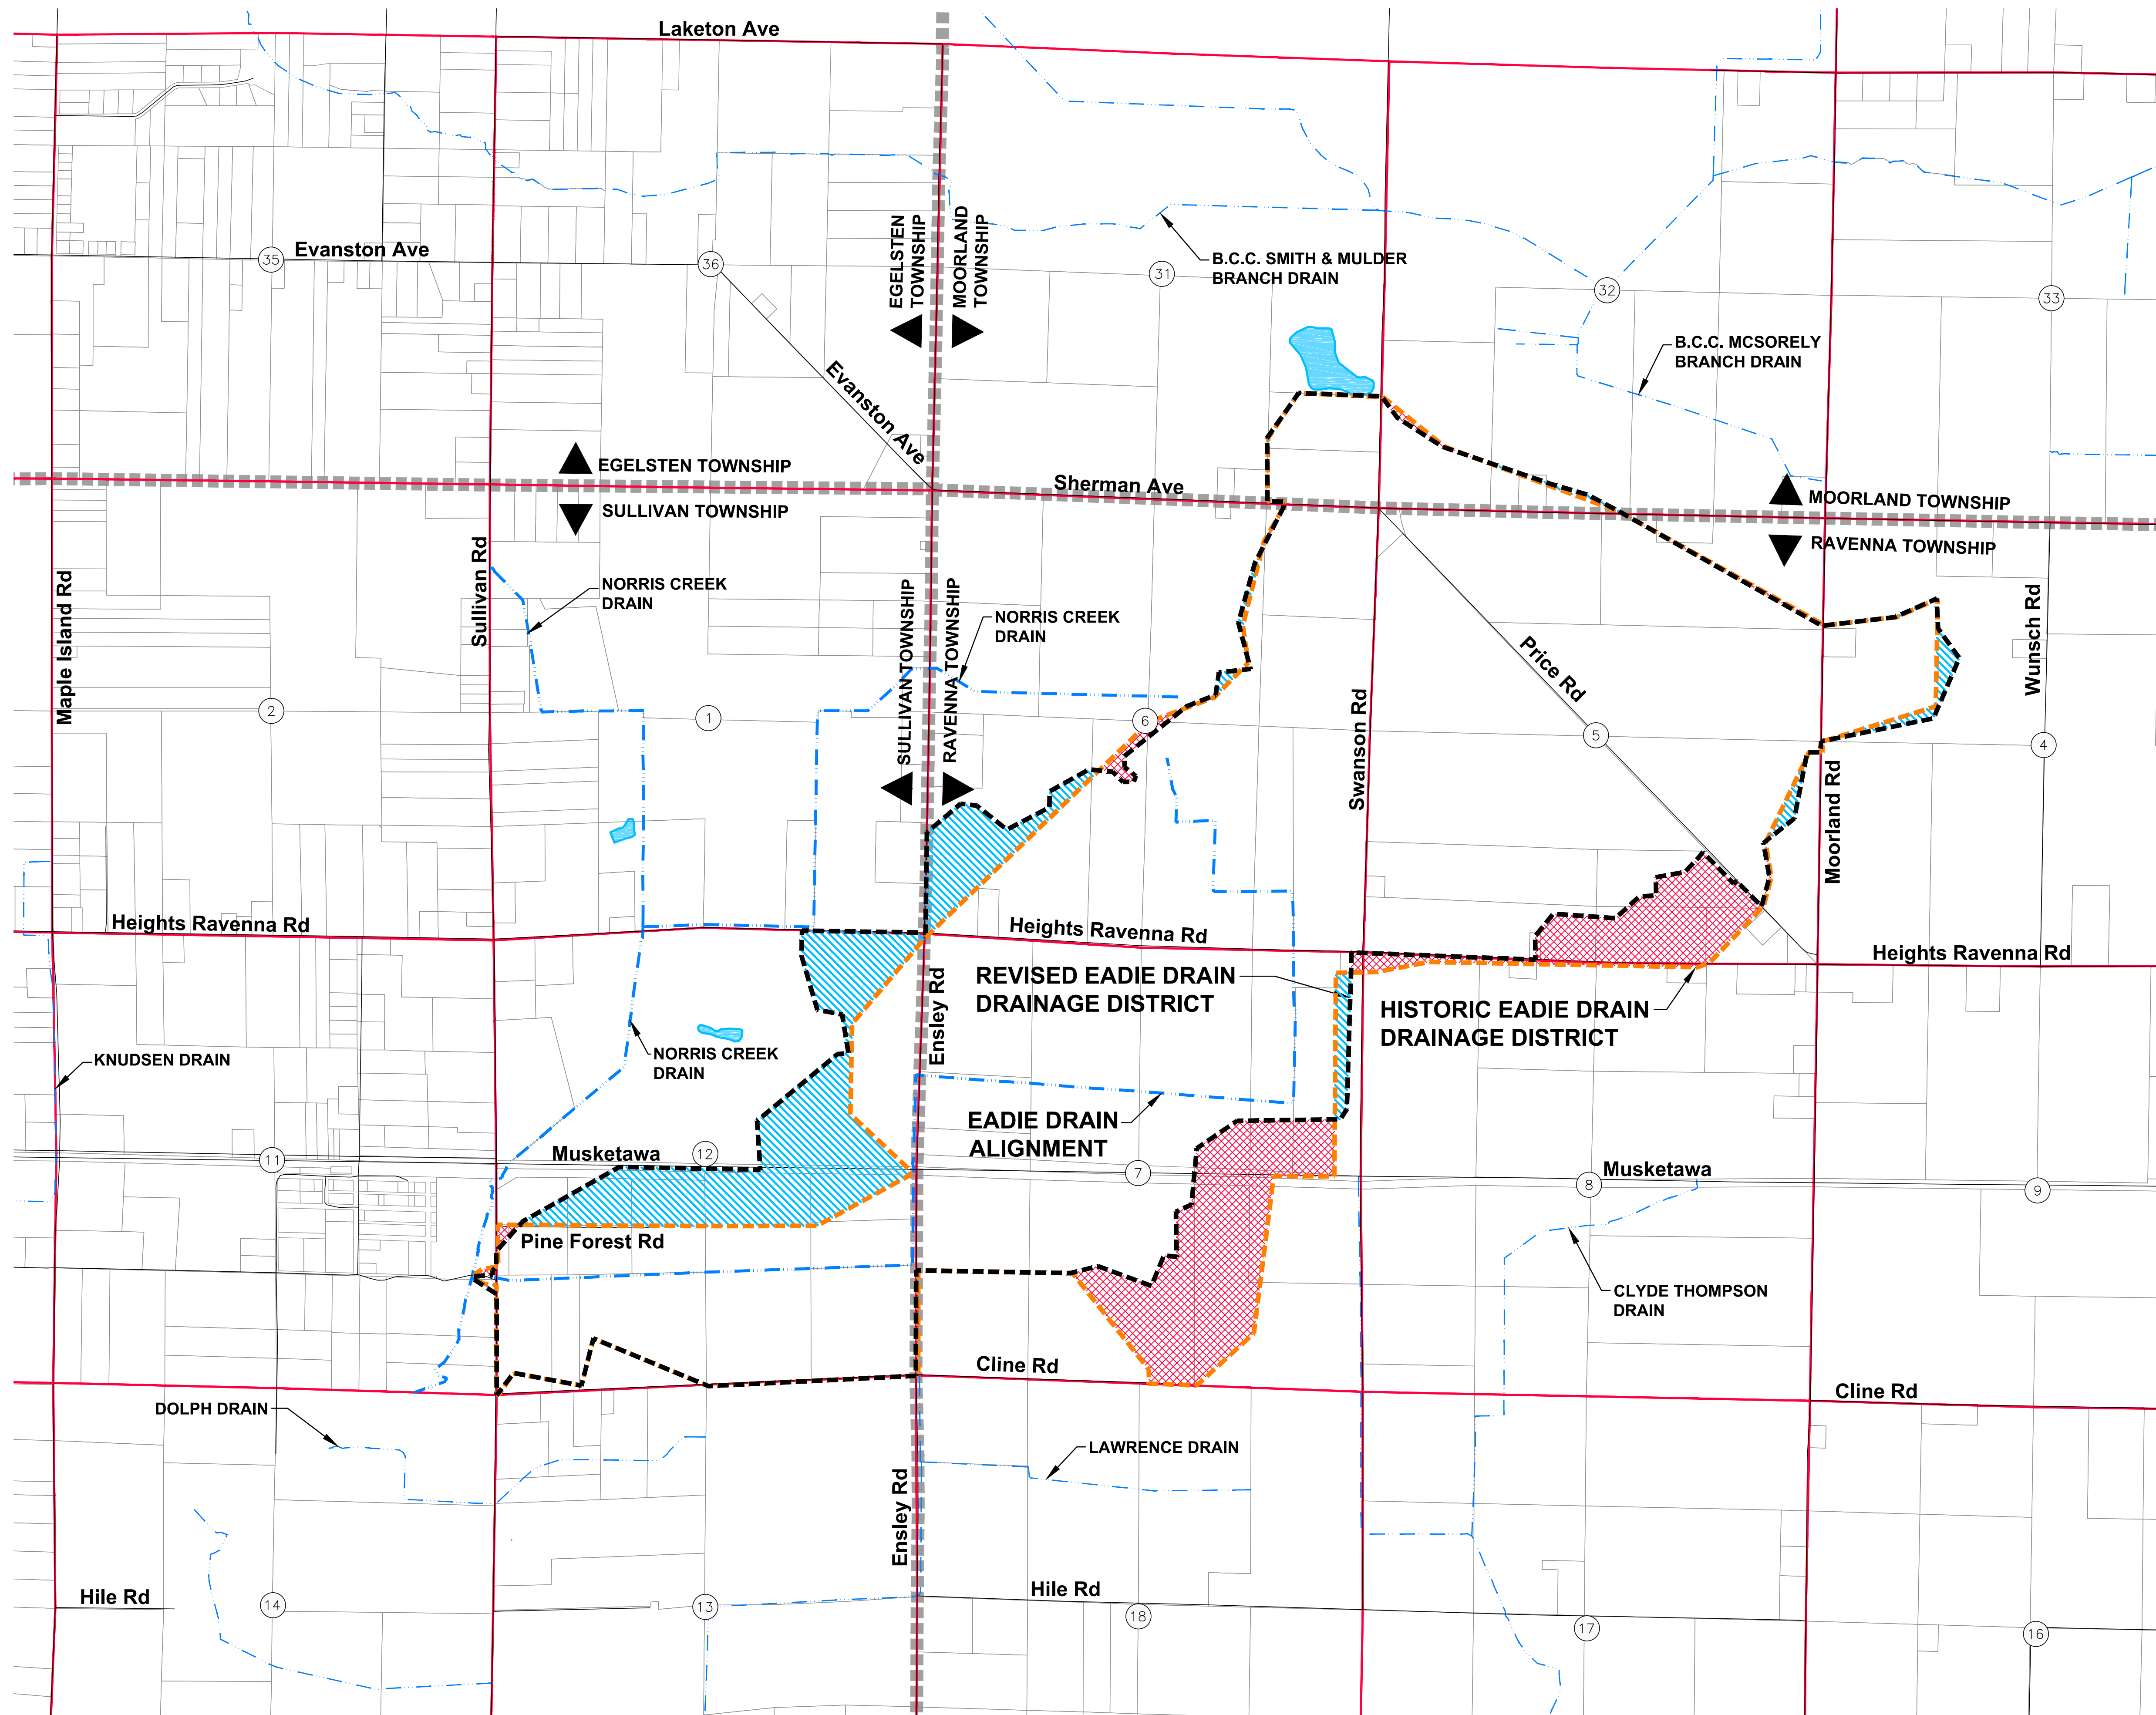 Laketon Ave
EGELSTEN
TOWNSHIP
MOORLAND
TOWNSHIP
Evanston Ave
35
36
31
B.C.C. SMITH & MULDER
BRANCH DRAIN
32
33
B.C.C. MCSORELY
BRANCH DRAIN
Evanston Ave
EGELSTEN TOWNSHIP
SULLIVAN TOWNSHIP
Sherman Ave
MOORLAND TOWNSHIP
RAVENNA TOWNSHIP
Maple Island Rd
Sullivan Rd
NORRIS CREEK
DRAIN
SULLIVAN TOWNSHIP
RAVENNA TOWNSHIP
NORRIS CREEK
DRAIN
Price Rd
Wunsch Rd
2
1
6
5
4
Swanson Rd
Moorland Rd
Heights Ravenna Rd
Heights Ravenna Rd
Heights Ravenna Rd
Ensley Rd
REVISED EADIE DRAIN
DRAINAGE DISTRICT
HISTORIC EADIE DRAIN
DRAINAGE DISTRICT
KNUDSEN DRAIN
NORRIS CREEK
DRAIN
EADIE DRAIN
ALIGNMENT
11
Musketawa
12
7
Musketawa
8
9
Pine Forest Rd
CLYDE THOMPSON
DRAIN
Cline Rd
Cline Rd
DOLPH DRAIN
LAWRENCE DRAIN
Ensley Rd
Hile Rd
Hile Rd
14
13
18
17
16